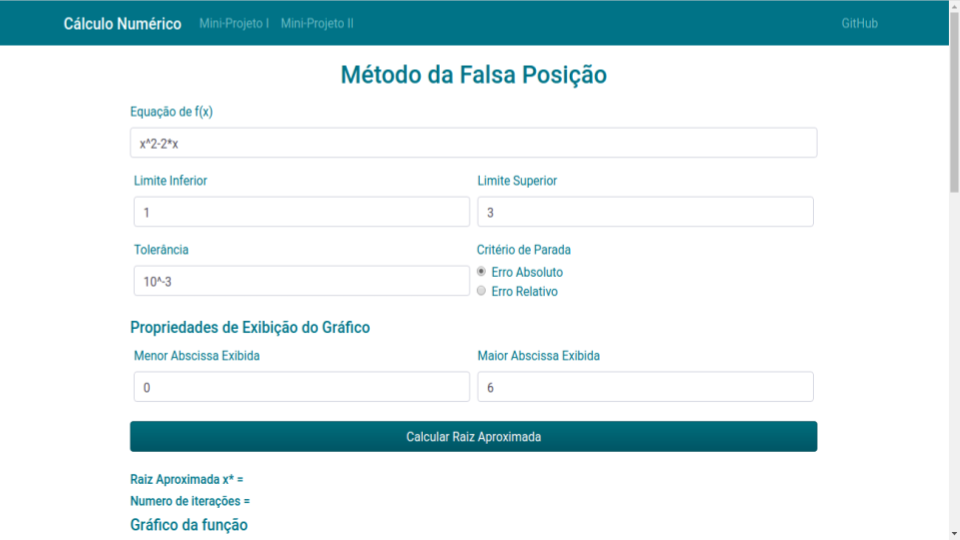 Cálculo Numérico Mini-Projeto I Mini-Projeto II GitHub
Método da Falsa Posição
Equação de f(x)
x^2-2*x
Limite Inferior Limite Superior
1 3
Tolerância Critério de Parada
10^-3 Erro Absoluto
Erro Relativo
Propriedades de Exibição do Gráfico
Menor Abscissa Exibida Maior Abscissa Exibida
0 6
Calcular Raiz Aproximada
Raiz Aproximada x* =
Numero de iterações =
Gráfico da função